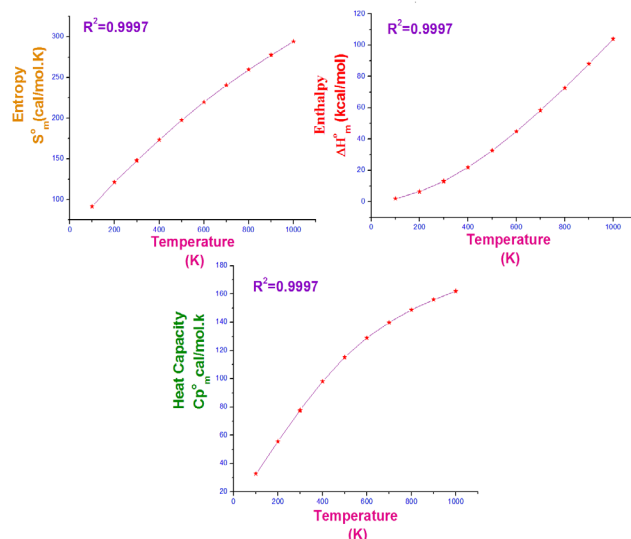 R²=0.9997
Entropy
S°m(cal/mol.K)
300
250
200
150
100
0 200 400 600 800 1000
Temperature
(K)
R²=0.9997
Enthalpy
ΔH°m (kcal/mol)
120
100
80
60
40
20
0
0 200 400 600 800 1000
Temperature
(K)
R²=0.9997
Heat Capacity
Cp°m cal/mol.k
180
160
140
120
100
80
60
40
20
0 200 400 600 800 1000
Temperature
(K)